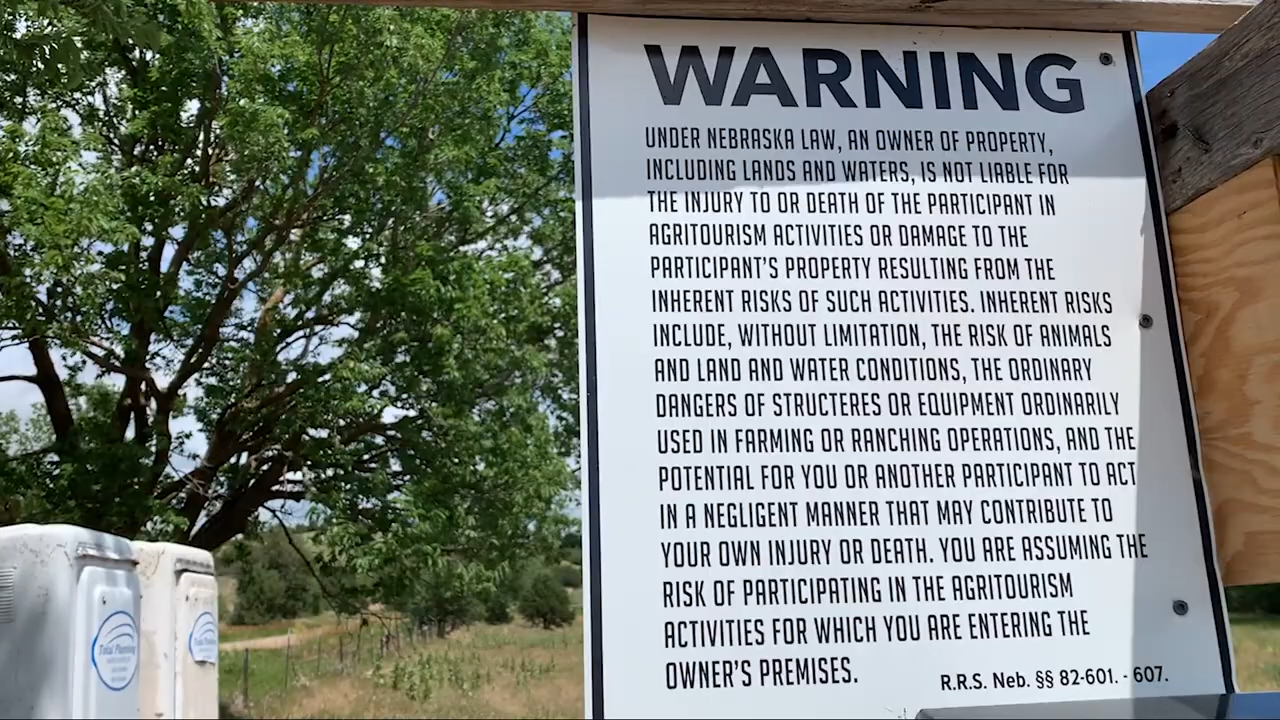 WARNING
UNDER NEBRASKA LAW, AN OWNER OF PROPERTY,
INCLUDING LANDS AND WATERS, IS NOT LIABLE FOR
THE INJURY TO OR DEATH OF THE PARTICIPANT IN
AGRITOURISM ACTIVITIES OR DAMAGE TO THE
PARTICIPANT'S PROPERTY RESULTING FROM THE
INHERENT RISKS OF SUCH ACTIVITIES. INHERENT RISKS
INCLUDE, WITHOUT LIMITATION, THE RISK OF ANIMALS
AND LAND AND WATER CONDITIONS, THE ORDINARY
DANGERS OF STRUCTERES OR EQUIPMENT ORDINARILY
USED IN FARMING OR RANCHING OPERATIONS, AND THE
POTENTIAL FOR YOU OR ANOTHER PARTICIPANT TO ACT
IN A NEGLIGENT MANNER THAT MAY CONTRIBUTE TO
YOUR OWN INJURY OR DEATH. YOU ARE ASSUMING THE
RISK OF PARTICIPATING IN THE AGRITOURISM
ACTIVITIES FOR WHICH YOU ARE ENTERING THE
OWNER'S PREMISES.
R.R.S. Neb. §§ 82-601. - 607.
Total